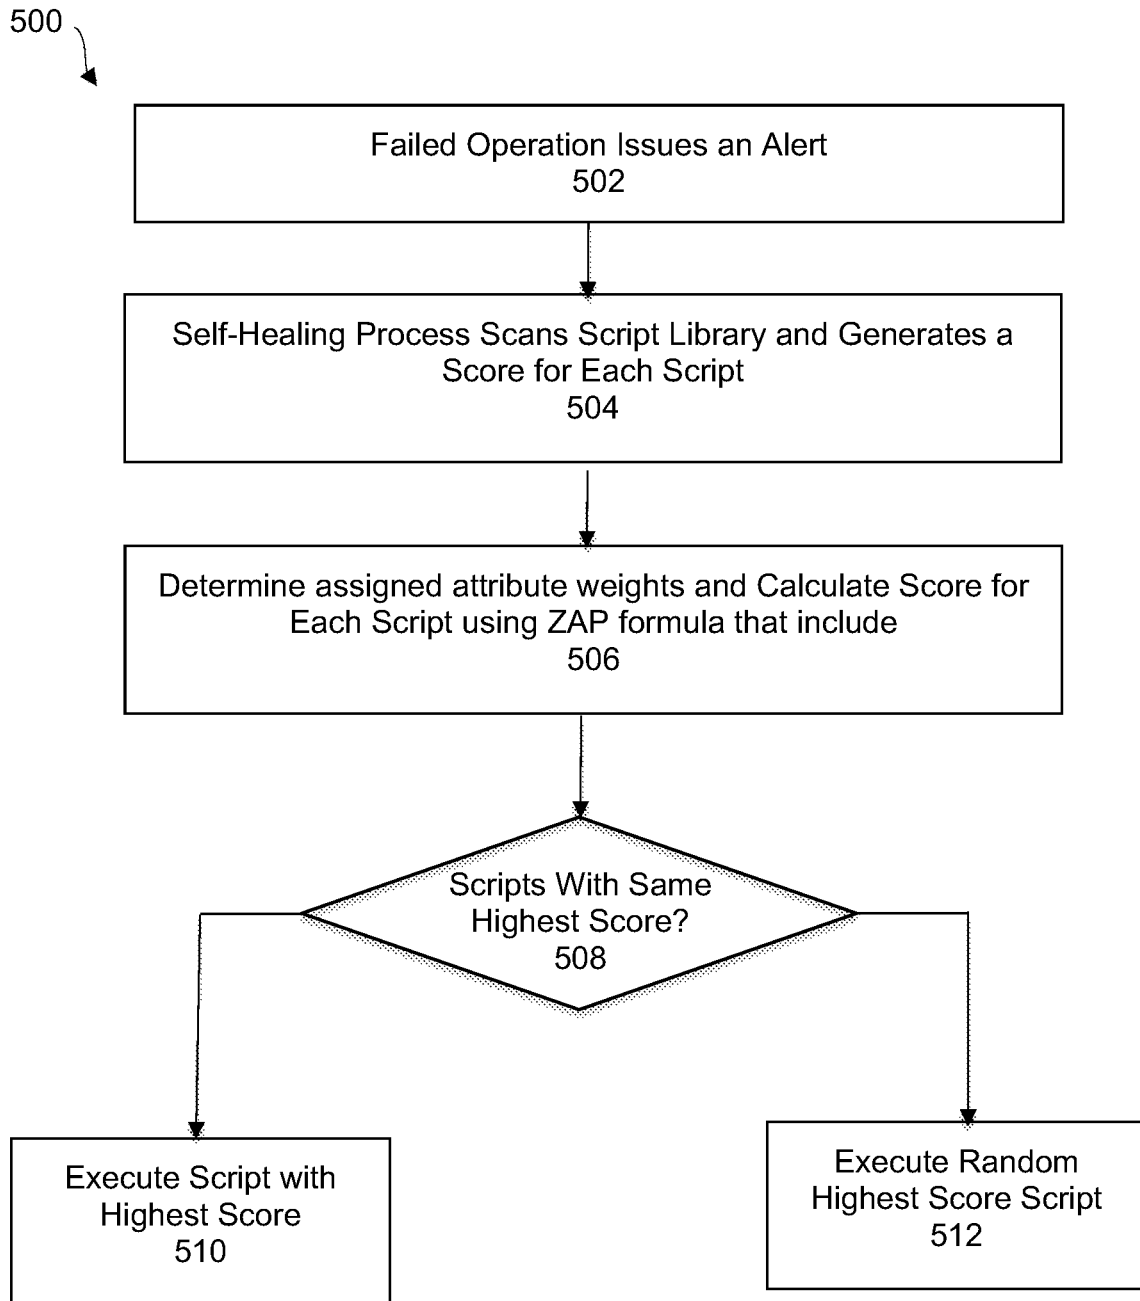 500
Failed Operation Issues an Alert
502
Self-Healing Process Scans Script Library and Generates a
Score for Each Script
504
Determine assigned attribute weights and Calculate Score for
Each Script using ZAP formula that include
506
Scripts With Same
Highest Score?
508
Execute Script with
Highest Score
510
Execute Random
Highest Score Script
512